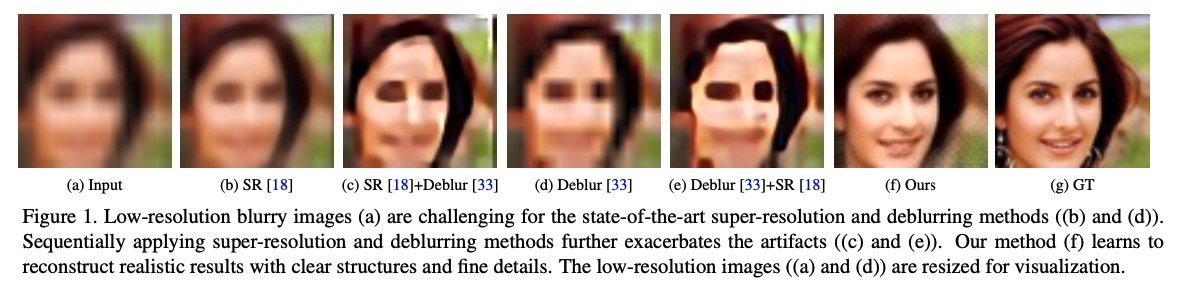 (a) Input (b) SR [18] (c) SR [18]+Deblur [33] (d) Deblur [33] (e) Deblur [33]+SR [18] (f) Ours (g) GT
Figure 1. Low-resolution blurry images (a) are challenging for the state-of-the-art super-resolution and deblurring methods ((b) and (d)).
Sequentially applying super-resolution and deblurring methods further exacerbates the artifacts ((c) and (e)). Our method (f) learns to
reconstruct realistic results with clear structures and fine details. The low-resolution images ((a) and (d)) are resized for visualization.